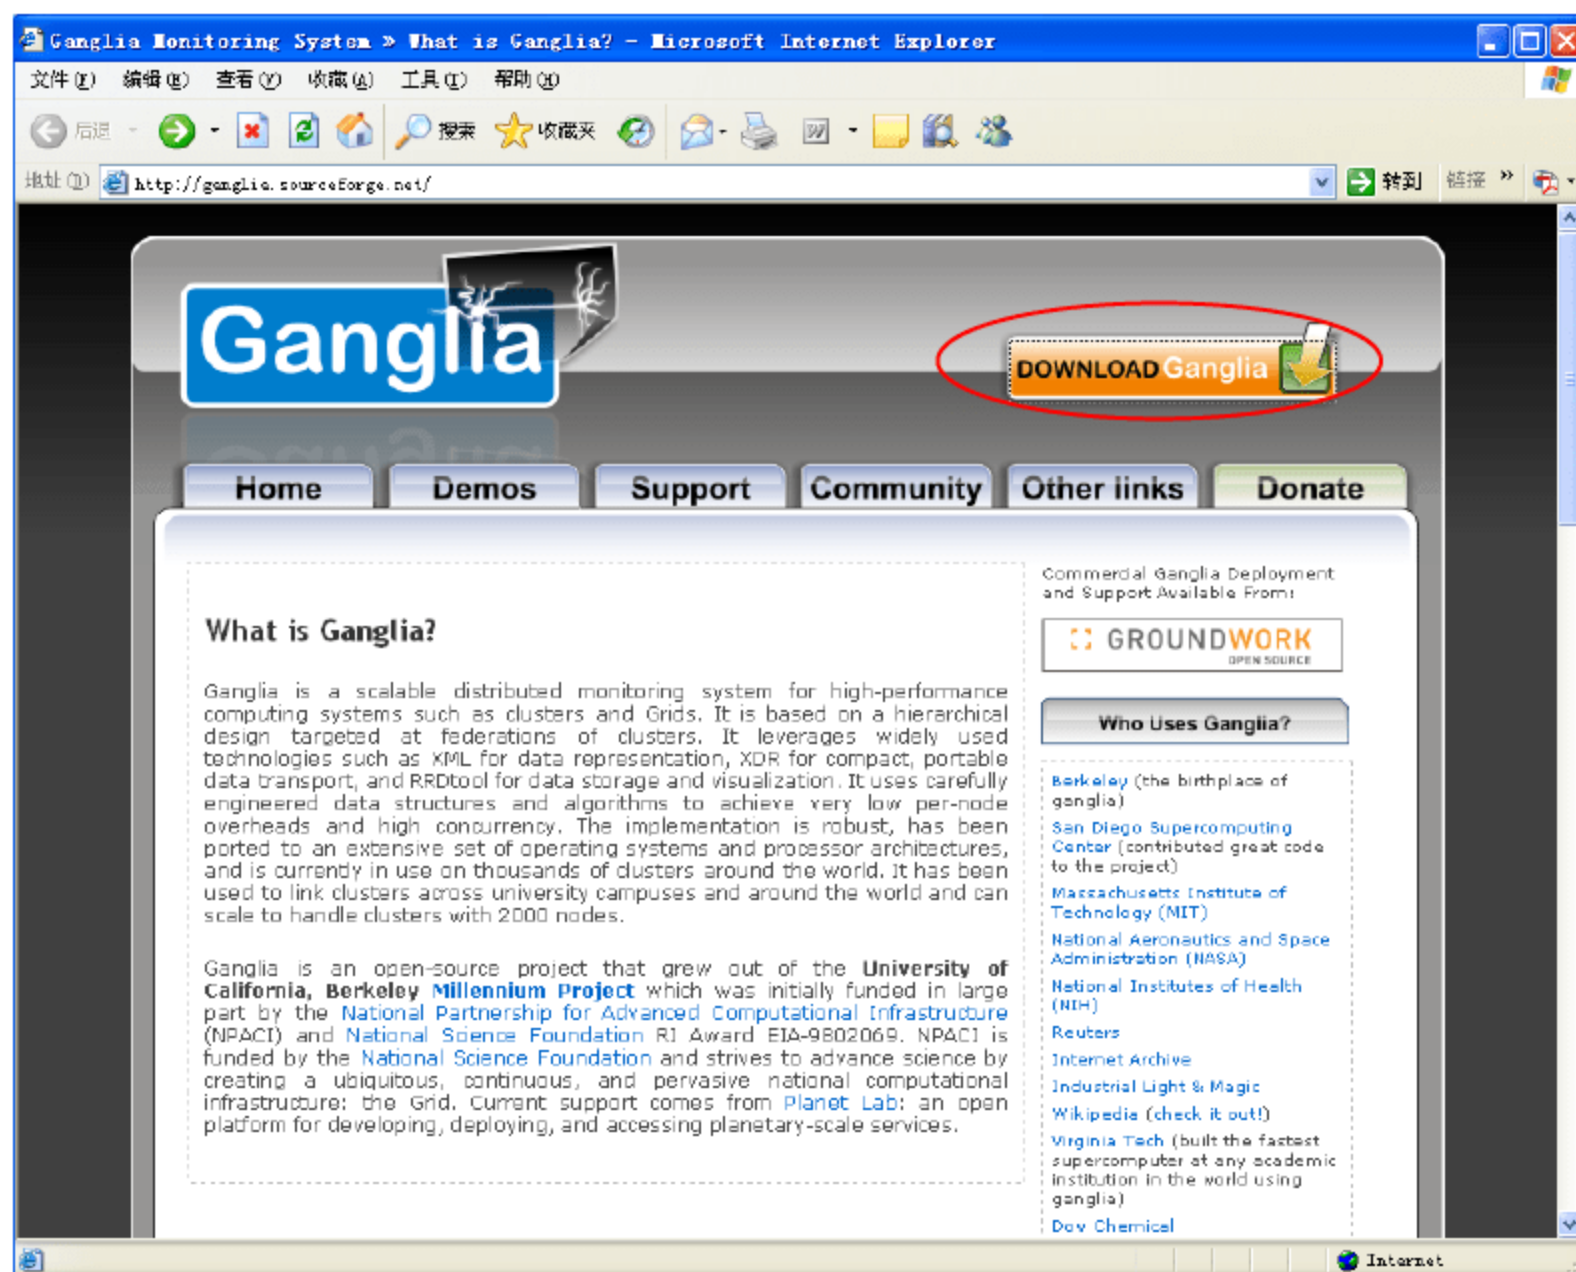 Ganglia Monitoring System » What is Ganglia? - Microsoft Internet Explorer
文件(F) 编辑(E) 查看(V) 收藏(A) 工具(T) 帮助(H)
后退 搜索 收藏夹
地址(D) http://ganglia.sourceforge.net/ 转到 链接 »
Ganglia
DOWNLOAD Ganglia
Home Demos Support Community Other links Donate
What is Ganglia?
Ganglia is a scalable distributed monitoring system for high-performance
computing systems such as clusters and Grids. It is based on a hierarchical
design targeted at federations of clusters. It leverages widely used
technologies such as XML for data representation, XDR for compact, portable
data transport, and RRDtool for data storage and visualization. It uses carefully
engineered data structures and algorithms to achieve very low per-node
overheads and high concurrency. The implementation is robust, has been
ported to an extensive set of operating systems and processor architectures,
and is currently in use on thousands of clusters around the world. It has been
used to link clusters across university campuses and around the world and can
scale to handle clusters with 2000 nodes.
Ganglia is an open-source project that grew out of the University of
California, Berkeley Millennium Project which was initially funded in large
part by the National Partnership for Advanced Computational Infrastructure
(NPACI) and National Science Foundation RI Award EIA-9802069. NPACI is
funded by the National Science Foundation and strives to advance science by
creating a ubiquitous, continuous, and pervasive national computational
infrastructure: the Grid. Current support comes from Planet Lab: an open
platform for developing, deploying, and accessing planetary-scale services.
Commercial Ganglia Deployment
and Support Available From:
GROUNDWORK
OPEN SOURCE
Who Uses Ganglia?
Berkeley (the birthplace of
ganglia)
San Diego Supercomputing
Center (contributed great code
to the project)
Massachusetts Institute of
Technology (MIT)
National Aeronautics and Space
Administration (NASA)
National Institutes of Health
(NIH)
Reuters
Internet Archive
Industrial Light & Magic
Wikipedia (check it out!)
Virginia Tech (built the fastest
supercomputer at any academic
institution in the world using
ganglia)
Dow Chemical
Internet